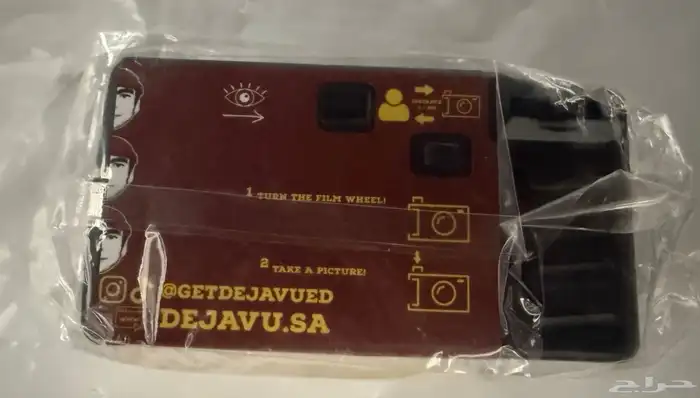 1 TURN THE FILM WHEEL!
2 TAKE A PICTURE!
@GETDEJAVUED
DEJAVU.SA
حراج